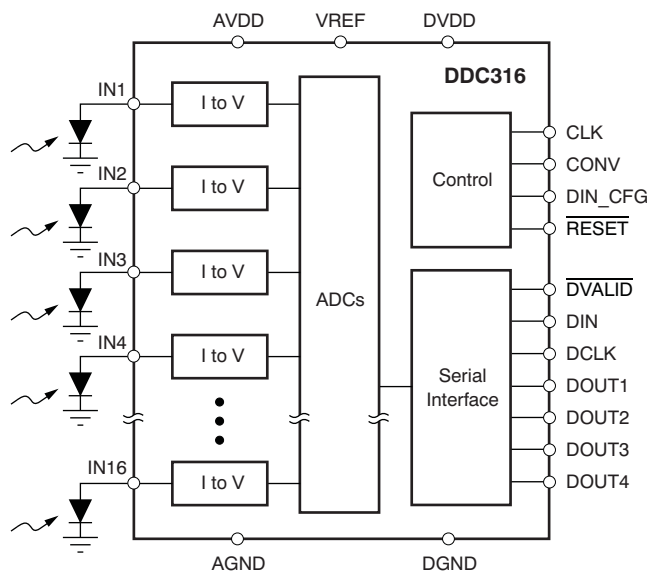 AVDD VREF DVDD
DDC316
IN1 I to V
IN2 I to V
IN3 I to V
IN4 I to V
IN16 I to V
ADCs
Control
CLK
CONV
DIN_CFG
RESET
Serial
Interface
DVALID
DIN
DCLK
DOUT1
DOUT2
DOUT3
DOUT4
AGND DGND